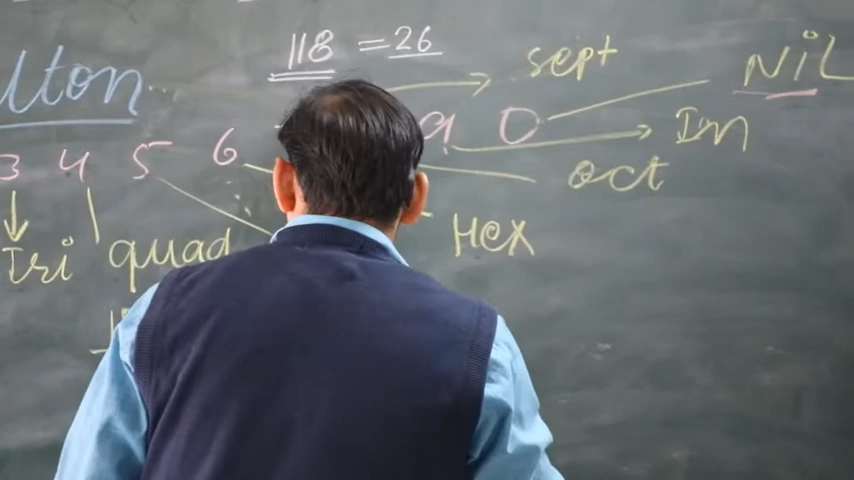 118 = 26
sept
Nil
lton
3 4 5 6 9 0
In
oct
Hex
Tri quad